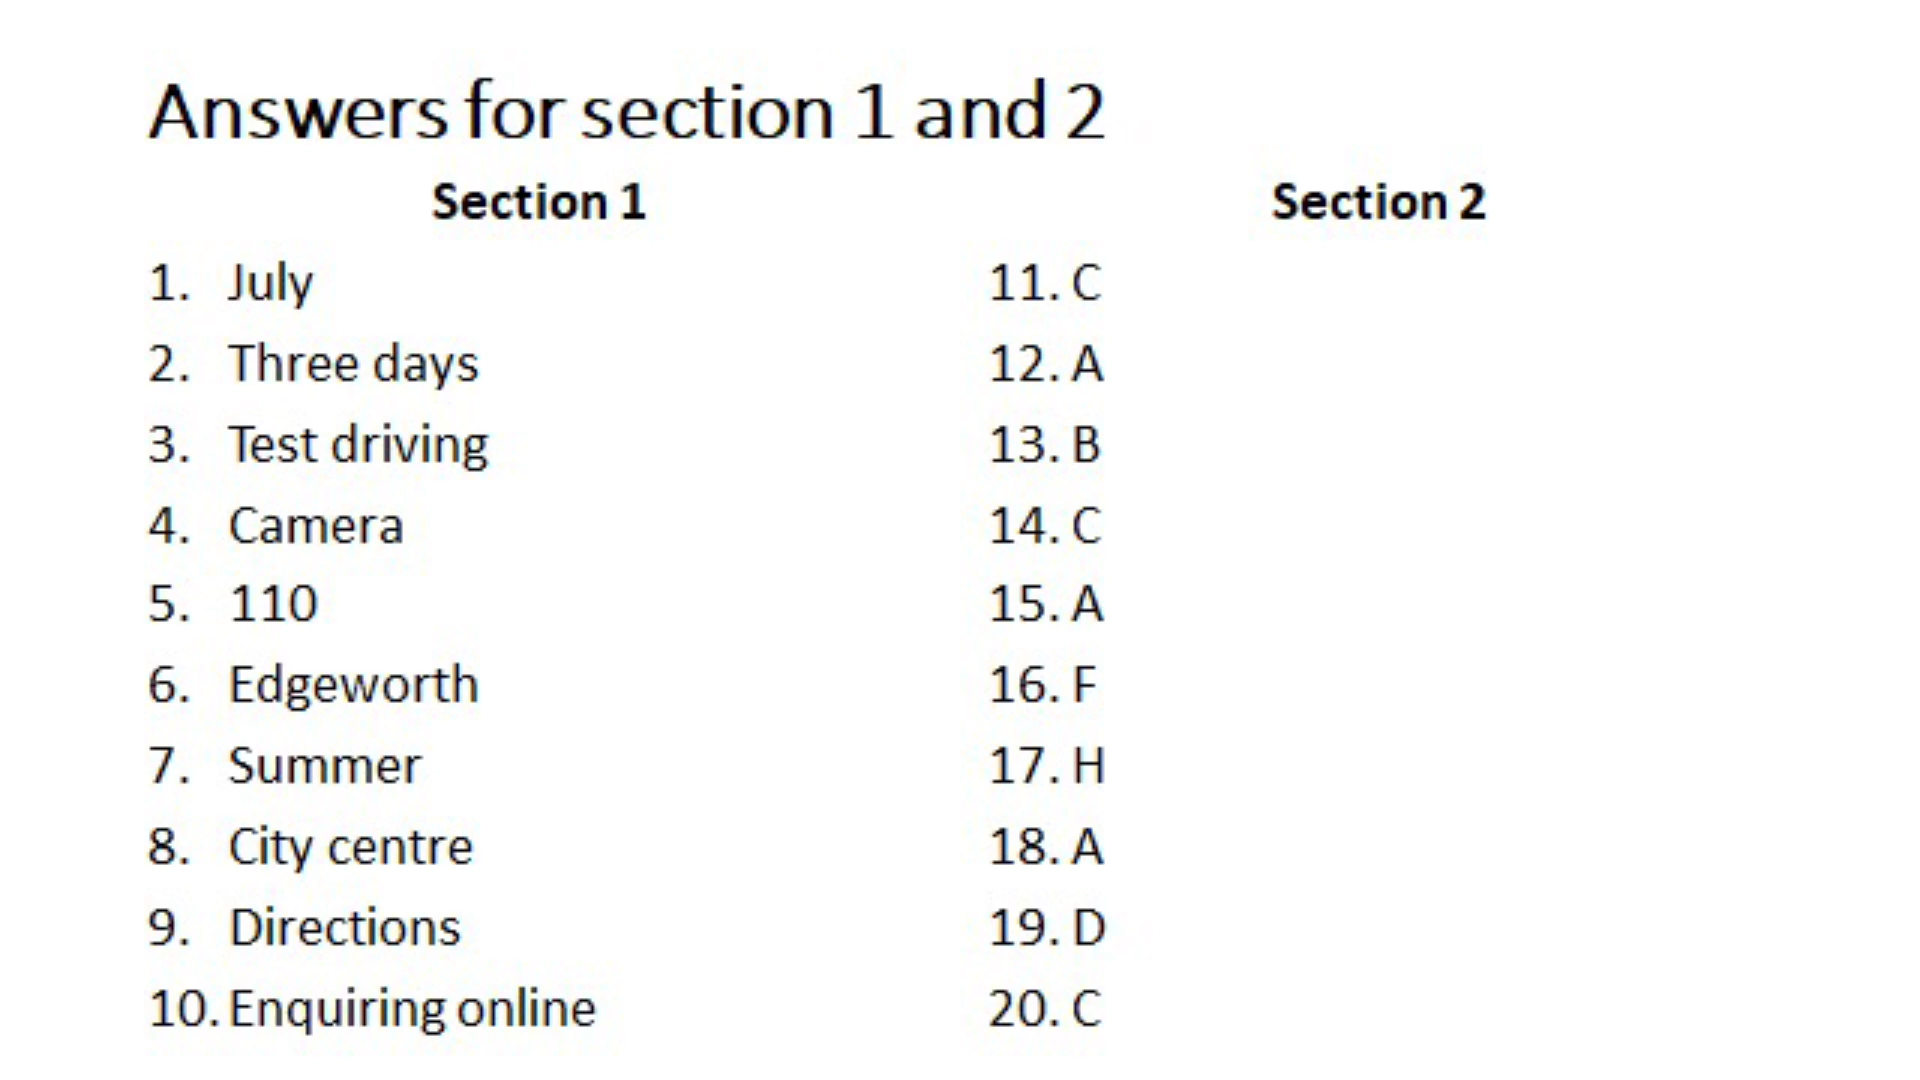 Answers for section 1 and 2
Section 1
1. July
2. Three days
3. Test driving
4. Camera
5. 110
6. Edgeworth
7. Summer
8. City centre
9. Directions
10. Enquiring online
Section 2
11. C
12. A
13. B
14. C
15. A
16. F
17. H
18. A
19. D
20. C